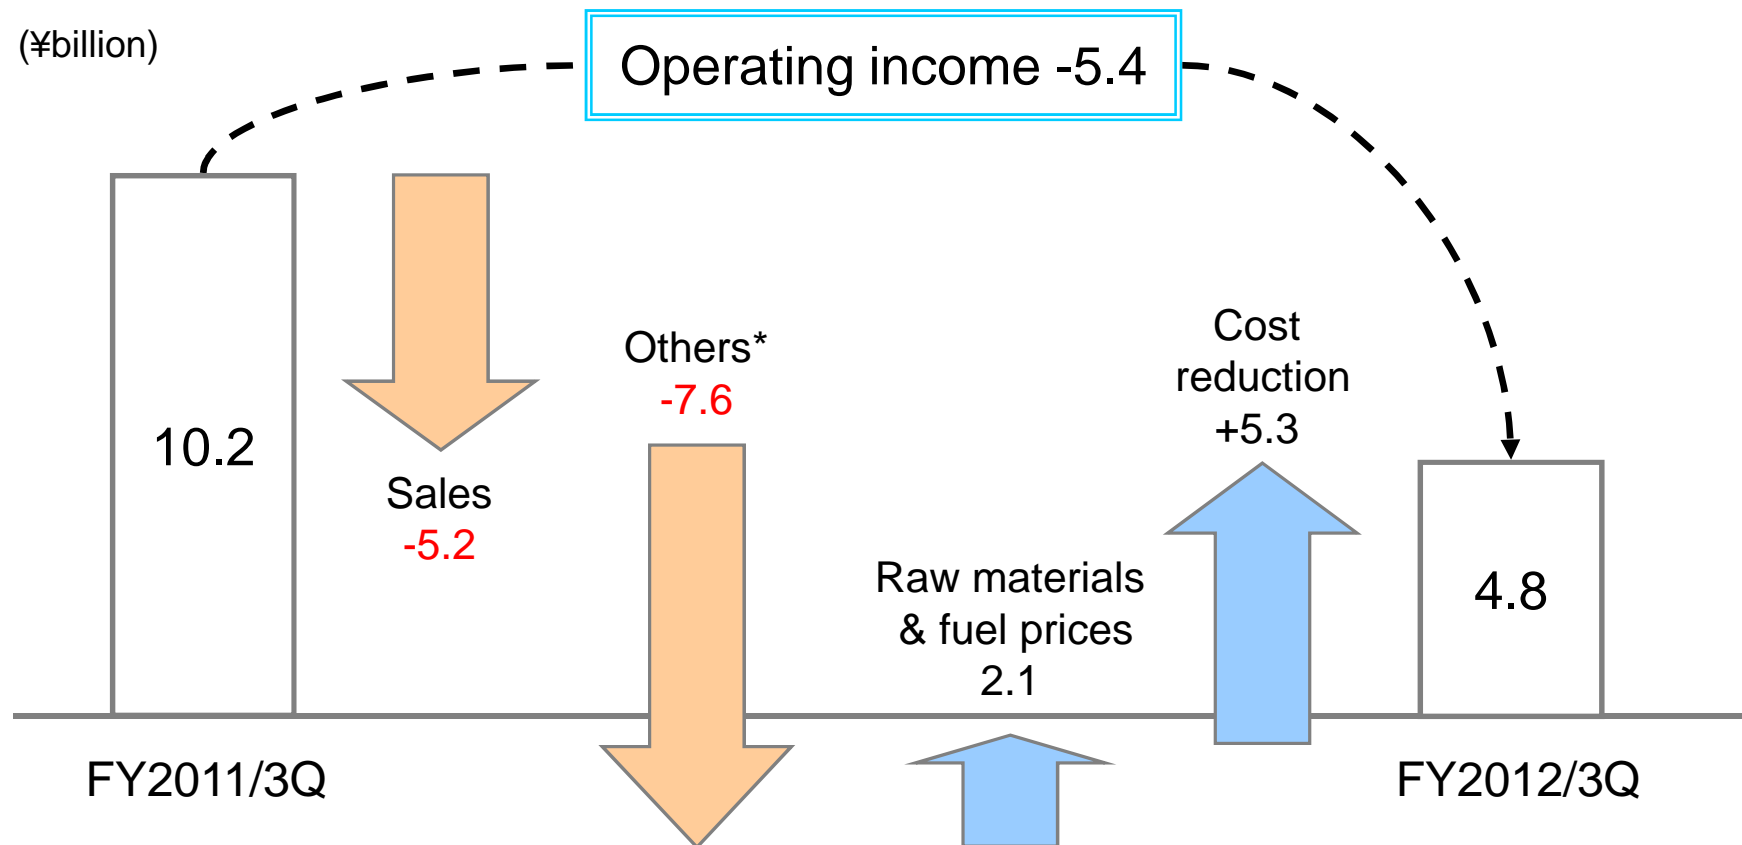 (¥billion)
Operating income -5.4
10.2
Sales
-5.2
Others*
-7.6
Raw materials
& fuel prices
2.1
Cost
reduction
+5.3
4.8
FY2011/3Q
FY2012/3Q